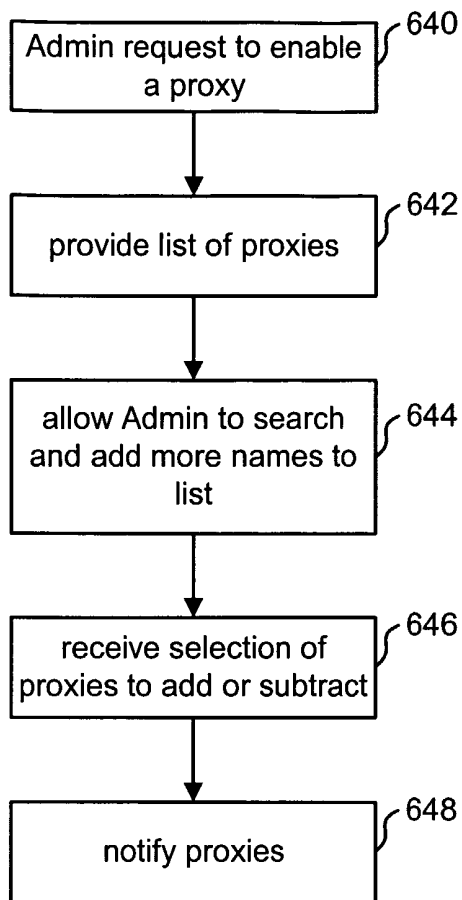 640
Admin request to enable
a proxy
642
provide list of proxies
644
allow Admin to search
and add more names to
list
646
receive selection of
proxies to add or subtract
648
notify proxies